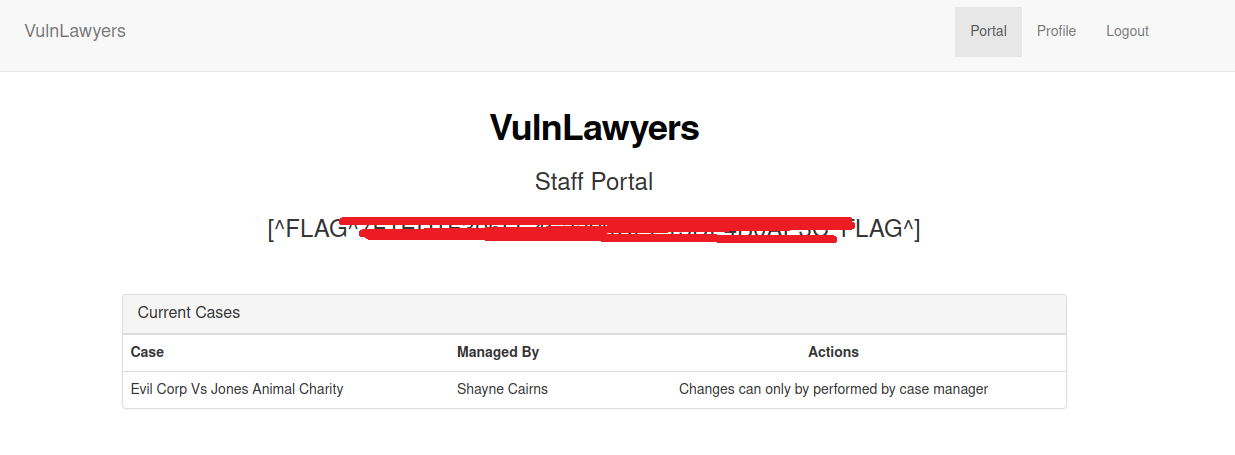 VulnLawyers Portal Profile Logout
VulnLawyers
Staff Portal
[^FLAG^ FLAG^]
Current Cases
Case Managed By Actions
Evil Corp Vs Jones Animal Charity Shayne Cairns Changes can only by performed by case manager